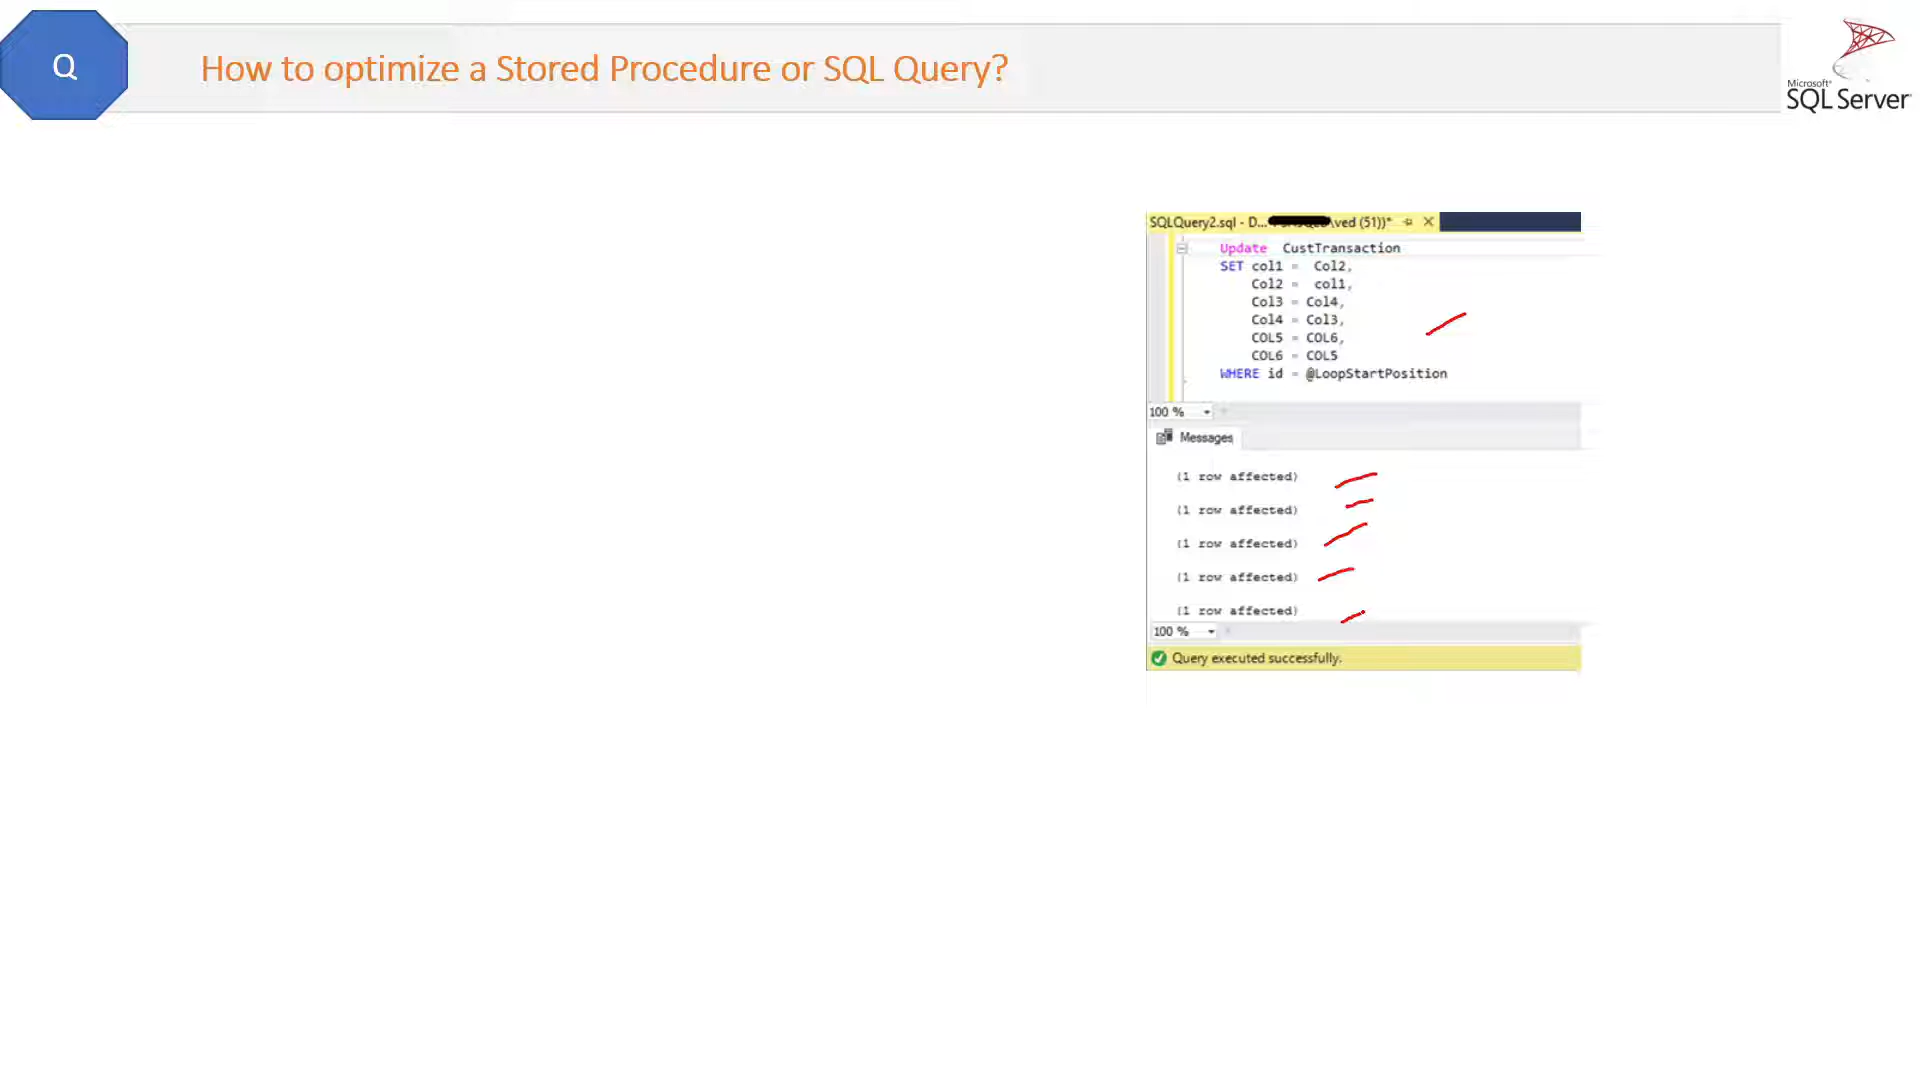 Q
How to optimize a Stored Procedure or SQL Query?
Microsoft®
SQL Server
SQLQuery2.sql - D... \ved (51))*
Update CustTransaction
SET col1 = Col2,
Col2 = col1,
Col3 = Col4,
Col4 = Col3,
COL5 = COL6,
COL6 = COL5
WHERE id = @LoopStartPosition
100 %
Messages
(1 row affected)
(1 row affected)
(1 row affected)
(1 row affected)
(1 row affected)
100 %
Query executed successfully.